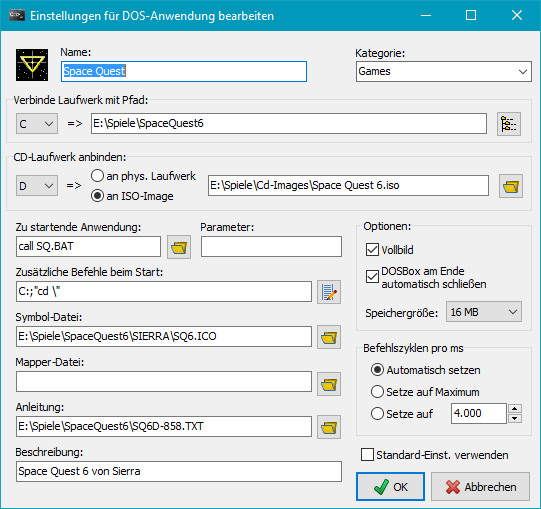 Einstellungen für DOS-Anwendung bearbeiten
Name:
Kategorie:
Space Quest
Games
Verbinde Laufwerk mit Pfad:
C => E:\Spiele\SpaceQuest6
CD-Laufwerk anbinden:
D => an phys. Laufwerk
an ISO-Image
E:\Spiele\Cd-Images\Space Quest 6.iso
Zu startende Anwendung:
Parameter:
call SQ.BAT
Zusätzliche Befehle beim Start:
C:;"cd \"
Symbol-Datei:
E:\Spiele\SpaceQuest6\SIERRA\SQ6.ICO
Mapper-Datei:
Anleitung:
E:\Spiele\SpaceQuest6\SQ6D-858.TXT
Beschreibung:
Space Quest 6 von Sierra
Optionen:
Vollbild
DOSBox am Ende
automatisch schließen
Speichergröße: 16 MB
Befehlszyklen pro ms
Automatisch setzen
Setze auf Maximum
Setze auf 4.000
Standard-Einst. verwenden
OK
Abbrechen